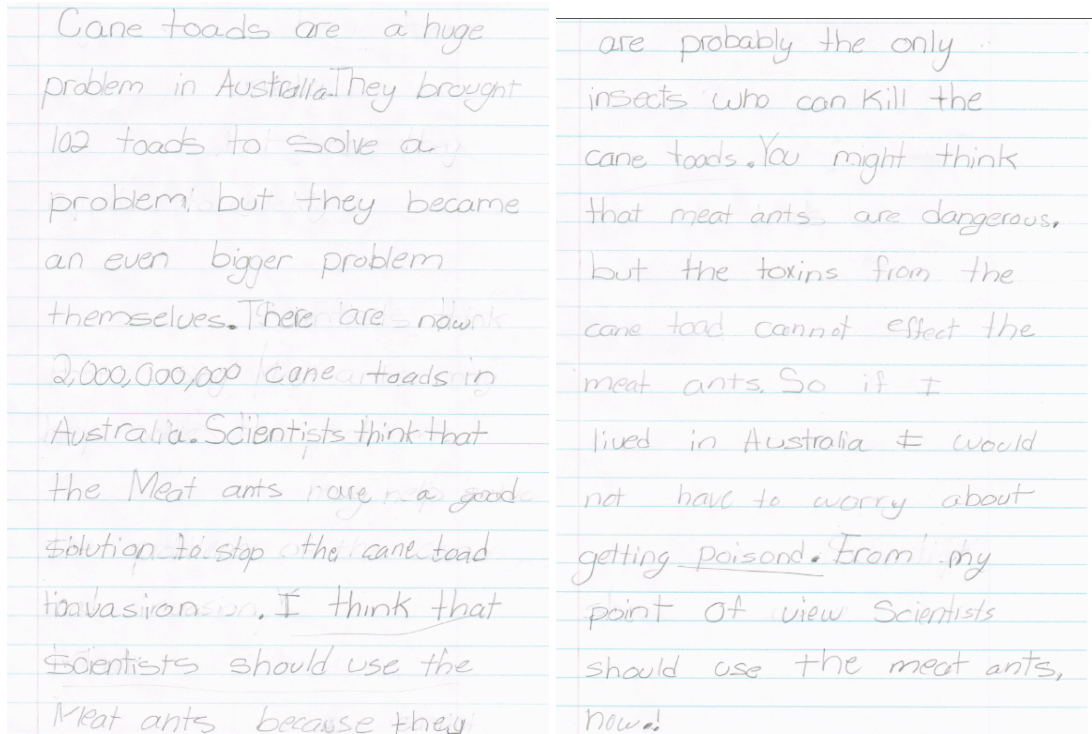 Cane toads are a huge
problem in Australia. They brought
102 toads to solve a
problem, but they became
an even bigger problem
themselves. There are now
2,000,000,000 cane toads in
Australia. Scientists think that
the Meat ants are a good
solution to stop the cane toad
invasion. I think that
scientists should use the
Meat ants because they
are probably the only
insects who can kill the
cane toads. You might think
that meat ants are dangerous,
but the toxins from the
cane toad cannot effect the
meat ants. So if I
lived in Australia I would
not have to worry about
getting poisond. From my
point of view Scientists
should use the meat ants,
now!